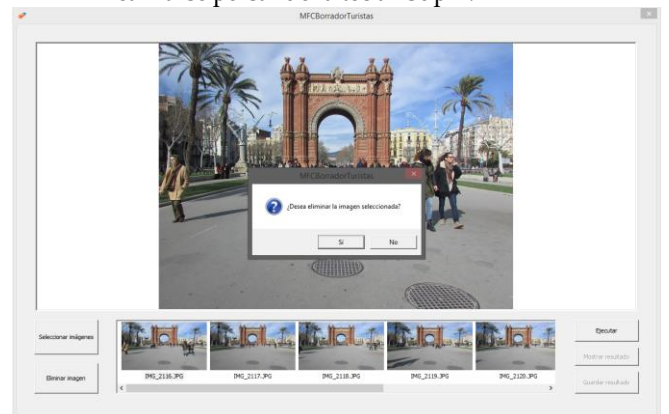 MFCBorradorTuristas
MFCBorradorTuristas
¿Desea eliminar la imagen seleccionada?
Sí
No
Seleccionar imágenes
Eliminar imagen
IMG_2116.JPG
IMG_2117.JPG
IMG_2118.JPG
IMG_2119.JPG
IMG_2120.JPG
Ejecutar
Mostrar resultado
Guardar resultado